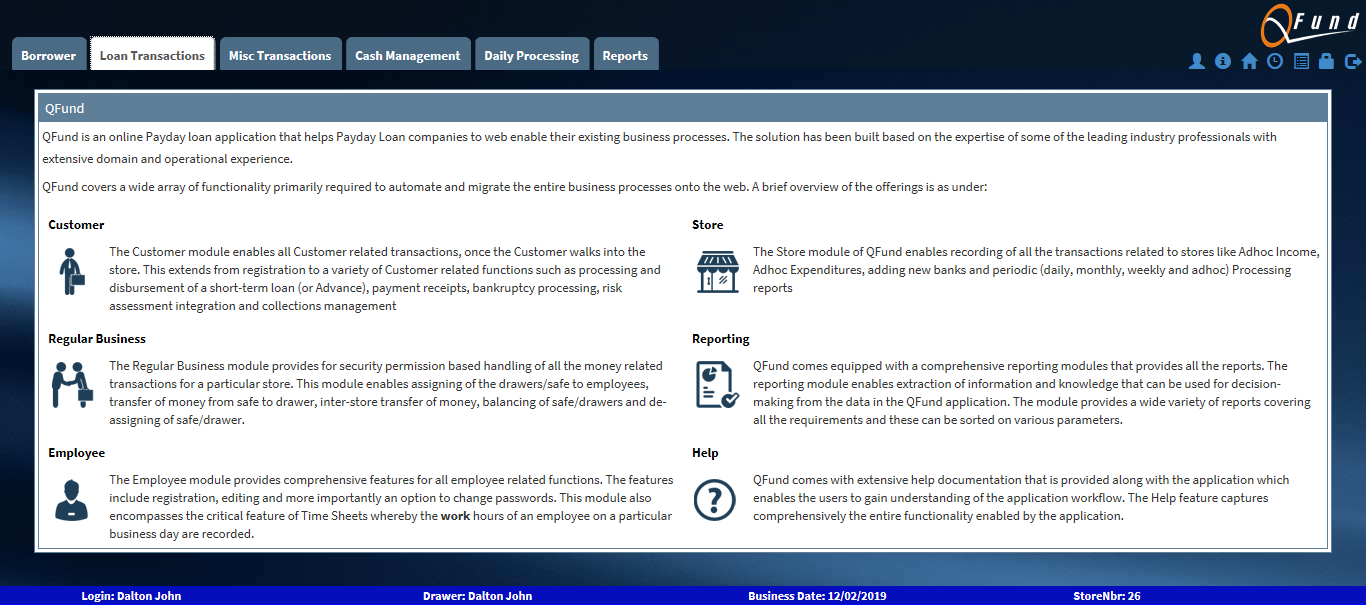 QFund
Borrower
Loan Transactions
Misc Transactions
Cash Management
Daily Processing
Reports
QFund
QFund is an online Payday loan application that helps Payday Loan companies to web enable their existing business processes. The solution has been built based on the expertise of some of the leading industry professionals with
extensive domain and operational experience.
QFund covers a wide array of functionality primarily required to automate and migrate the entire business processes onto the web. A brief overview of the offerings is as under:
Customer
The Customer module enables all Customer related transactions, once the Customer walks into the
store. This extends from registration to a variety of Customer related functions such as processing and
disbursement of a short-term loan (or Advance), payment receipts, bankruptcy processing, risk
assessment integration and collections management
Store
The Store module of QFund enables recording of all the transactions related to stores like Adhoc Income,
Adhoc Expenditures, adding new banks and periodic (daily, monthly, weekly and adhoc) Processing
reports
Regular Business
The Regular Business module provides for security permission based handling of all the money related
transactions for a particular store. This module enables assigning of the drawers/safe to employees,
transfer of money from safe to drawer, inter-store transfer of money, balancing of safe/drawers and de-
assigning of safe/drawer.
Reporting
QFund comes equipped with a comprehensive reporting modules that provides all the reports. The
reporting module enables extraction of information and knowledge that can be used for decision-
making from the data in the QFund application. The module provides a wide variety of reports covering
all the requirements and these can be sorted on various parameters.
Employee
The Employee module provides comprehensive features for all employee related functions. The features
include registration, editing and more importantly an option to change passwords. This module also
encompasses the critical feature of Time Sheets whereby the work hours of an employee on a particular
business day are recorded.
Help
QFund comes with extensive help documentation that is provided along with the application which
enables the users to gain understanding of the application workflow. The Help feature captures
comprehensively the entire functionality enabled by the application.
Login: Dalton John
Drawer: Dalton John
Business Date: 12/02/2019
StoreNbr: 26